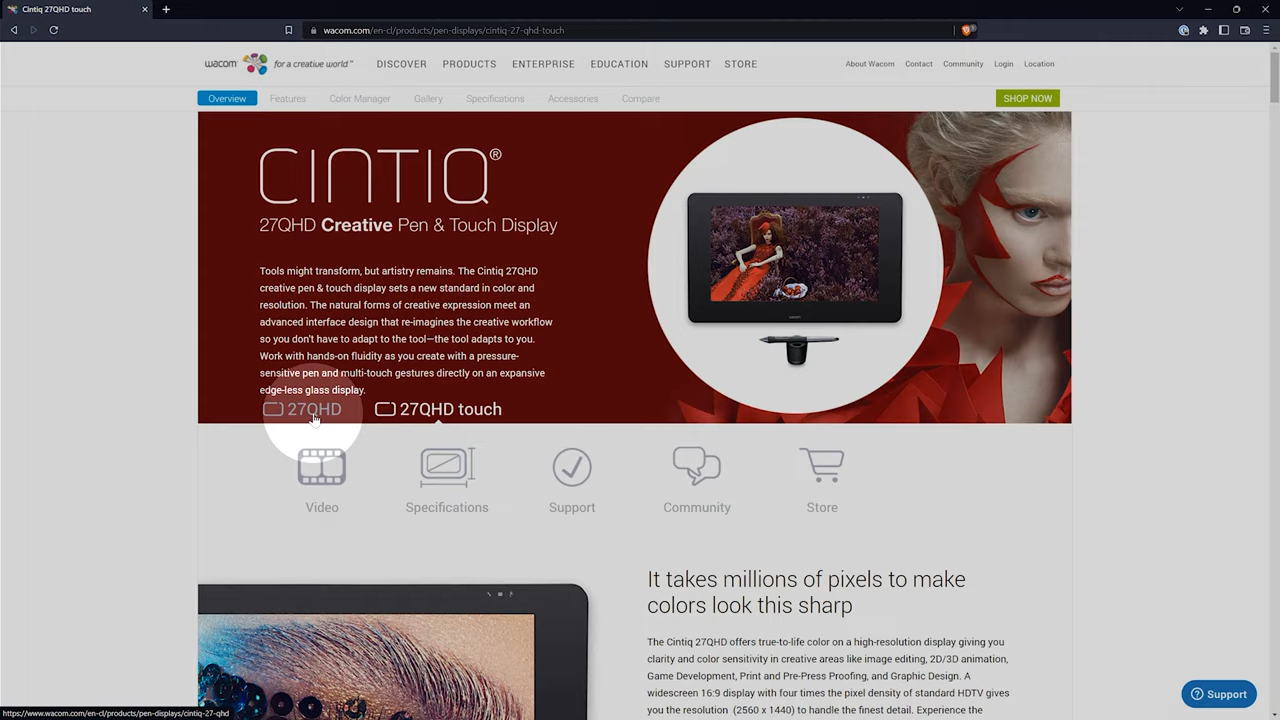 Cintiq 27QHD touch
wacom.com/en-cl/products/pen-displays/cintiq-27-qhd-touch
wacom for a creative world™ DISCOVER PRODUCTS ENTERPRISE EDUCATION SUPPORT STORE About Wacom Contact Community Login Location
Overview Features Color Manager Gallery Specifications Accessories Compare SHOP NOW
CINTIQ®
27QHD Creative Pen & Touch Display
Tools might transform, but artistry remains. The Cintiq 27QHD
creative pen & touch display sets a new standard in color and
resolution. The natural forms of creative expression meet an
advanced interface design that re-imagines the creative workflow
so you don't have to adapt to the tool—the tool adapts to you.
Work with hands-on fluidity as you create with a pressure-
sensitive pen and multi-touch gestures directly on an expansive
edge-less glass display.
27QHD 27QHD touch
wacom
Video Specifications Support Community Store
It takes millions of pixels to make
colors look this sharp
The Cintiq 27QHD offers true-to-life color on a high-resolution display giving you
clarity and color sensitivity in creative areas like image editing, 2D/3D animation,
Game Development, Print and Pre-Press Proofing, and Graphic Design. A
widescreen 16:9 display with four times the pixel density of standard HDTV gives
you the resolution (2560 x 1440) to handle the finest detail. Experience the
Support
https://www.wacom.com/en-cl/products/pen-displays/cintiq-27-qhd